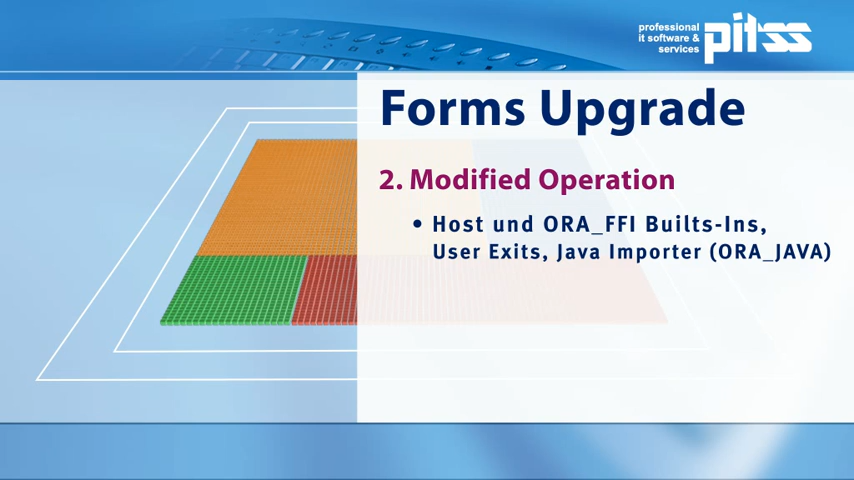 professional
it software &
services
pitss
Forms Upgrade
2. Modified Operation
• Host und ORA_FFI Builts-Ins,
User Exits, Java Importer (ORA_JAVA)